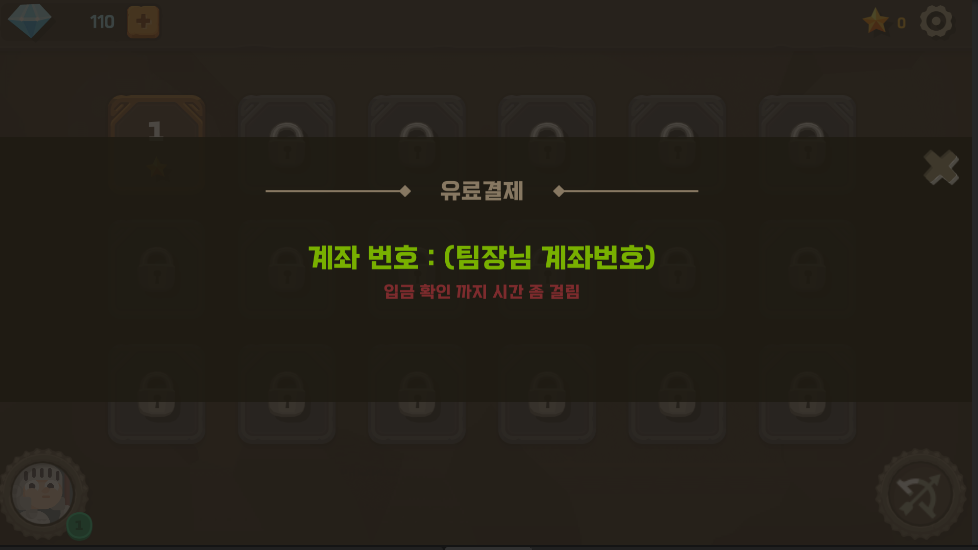 110
0
1
유료결제
계좌 번호 : (팀장님 계좌번호)
입금 확인 까지 시간 좀 걸림
1